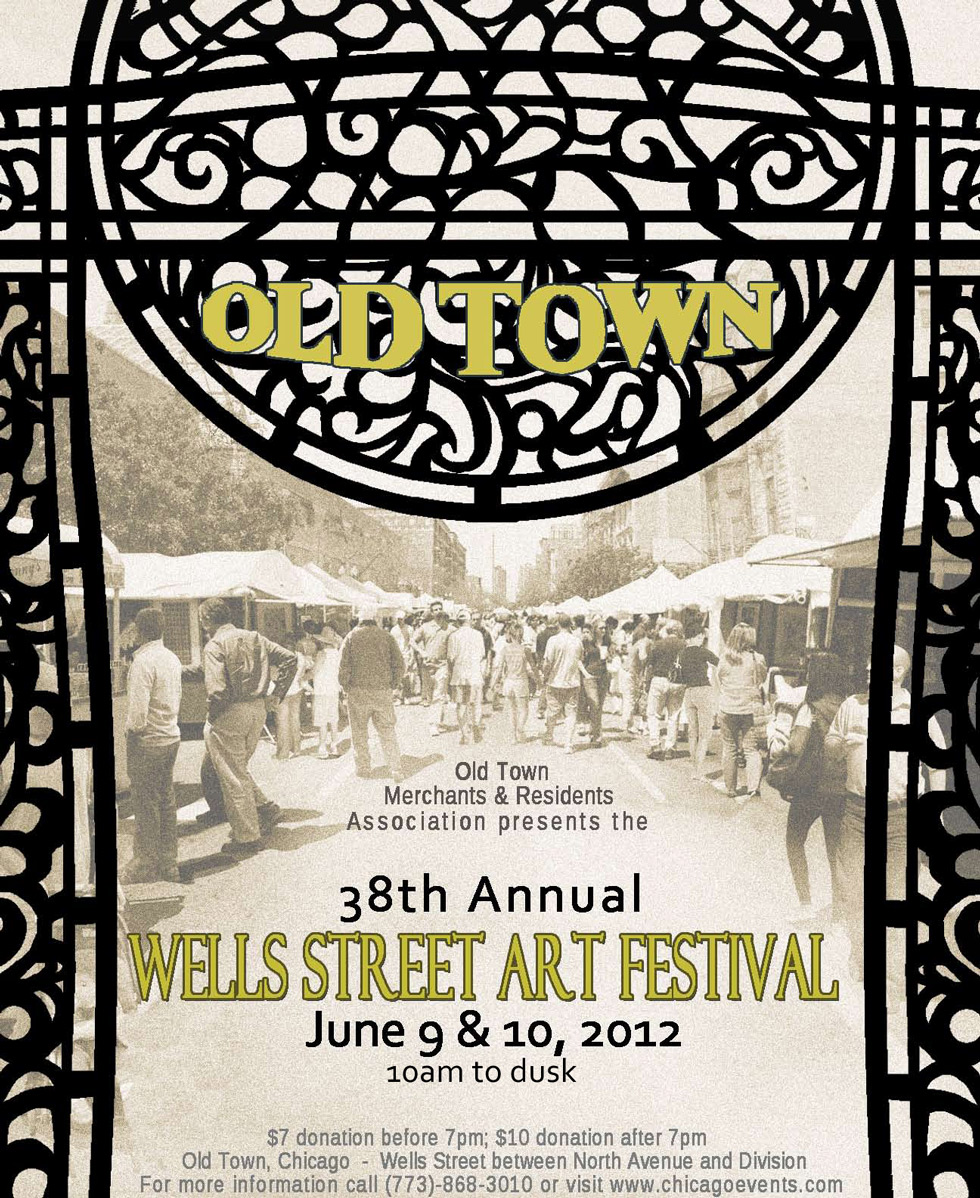 OLD TOWN
Old Town
Merchants & Residents
Association presents the
38th Annual
WELLS STREET ART FESTIVAL
June 9 & 10, 2012
10am to dusk
$7 donation before 7pm; $10 donation after 7pm
Old Town, Chicago - Wells Street between North Avenue and Division
For more information call (773)-868-3010 or visit www.chicagoevents.com